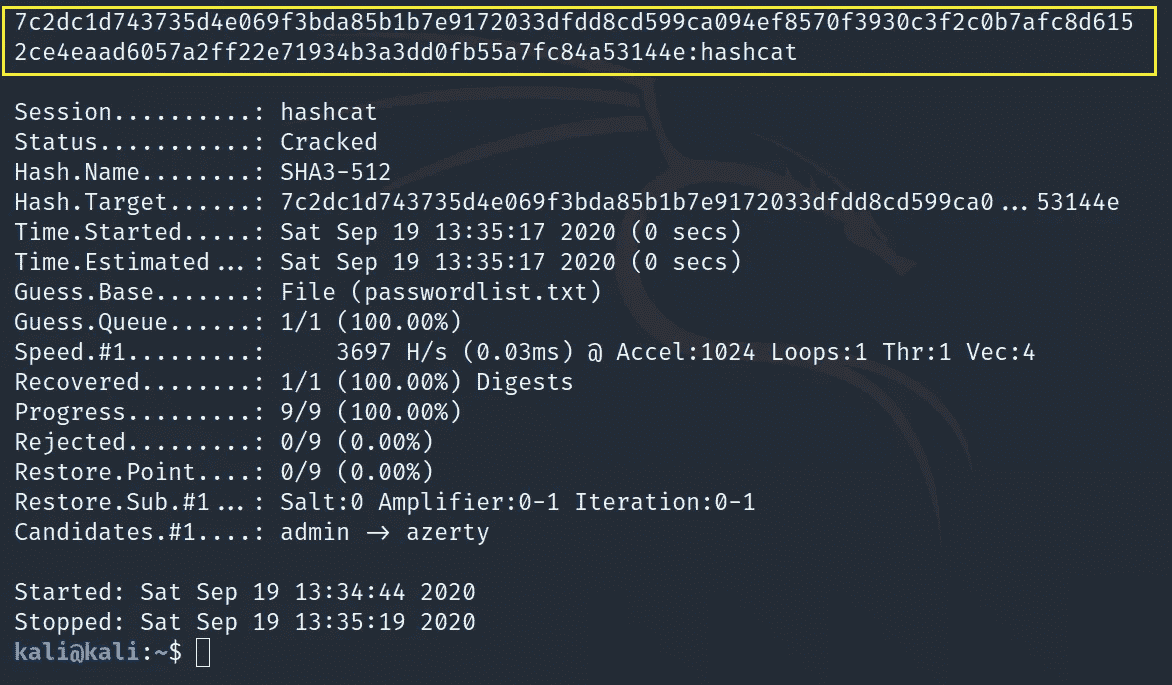 7c2dc1d743735d4e069f3bda85b1b7e9172033dfdd8cd599ca094ef8570f3930c3f2c0b7afc8d615
2ce4eaad6057a2ff22e71934b3a3dd0fb55a7fc84a53144e:hashcat
Session..........: hashcat
Status...........: Cracked
Hash.Name........: SHA3-512
Hash.Target......: 7c2dc1d743735d4e069f3bda85b1b7e9172033dfdd8cd599ca0...53144e
Time.Started.....: Sat Sep 19 13:35:17 2020 (0 secs)
Time.Estimated...: Sat Sep 19 13:35:17 2020 (0 secs)
Guess.Base.......: File (passwordlist.txt)
Guess.Queue......: 1/1 (100.00%)
Speed.#1.........:     3697 H/s (0.03ms) @ Accel:1024 Loops:1 Thr:1 Vec:4
Recovered........: 1/1 (100.00%) Digests
Progress.........: 9/9 (100.00%)
Rejected.........: 0/9 (0.00%)
Restore.Point....: 0/9 (0.00%)
Restore.Sub.#1...: Salt:0 Amplifier:0-1 Iteration:0-1
Candidates.#1....: admin -> azerty
Started: Sat Sep 19 13:34:44 2020
Stopped: Sat Sep 19 13:35:19 2020
kali@kali:~$